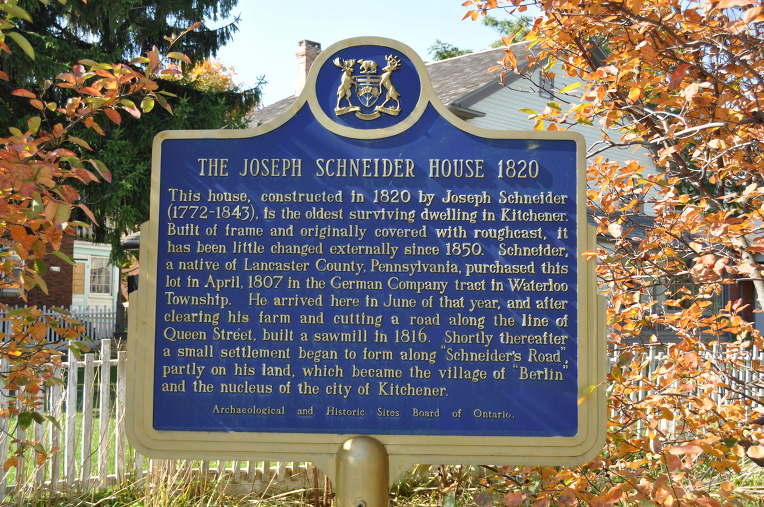 THE JOSEPH SCHNEIDER HOUSE 1820
This house, constructed in 1820 by Joseph Schneider
(1772-1843), is the oldest surviving dwelling in Kitchener.
Built of frame and originally covered with roughcast, it
has been little changed externally since 1850. Schneider,
a native of Lancaster County, Pennsylvania, purchased this
lot in April, 1807 in the German Company tract in Waterloo
Township. He arrived here in June of that year, and after
clearing his farm and cutting a road along the line of
Queen Street, built a sawmill in 1816. Shortly thereafter
a small settlement began to form along "Schneider's Road",
partly on his land, which became the village of "Berlin"
and the nucleus of the city of Kitchener.
Archaeological and Historic Sites Board of Ontario.